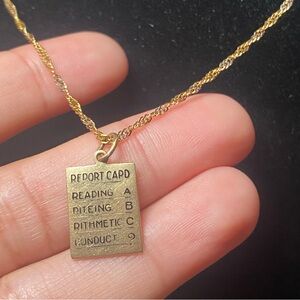 REPORT CARD
READING A
RITEING B
RITHMETIC C
CONDUCT ?